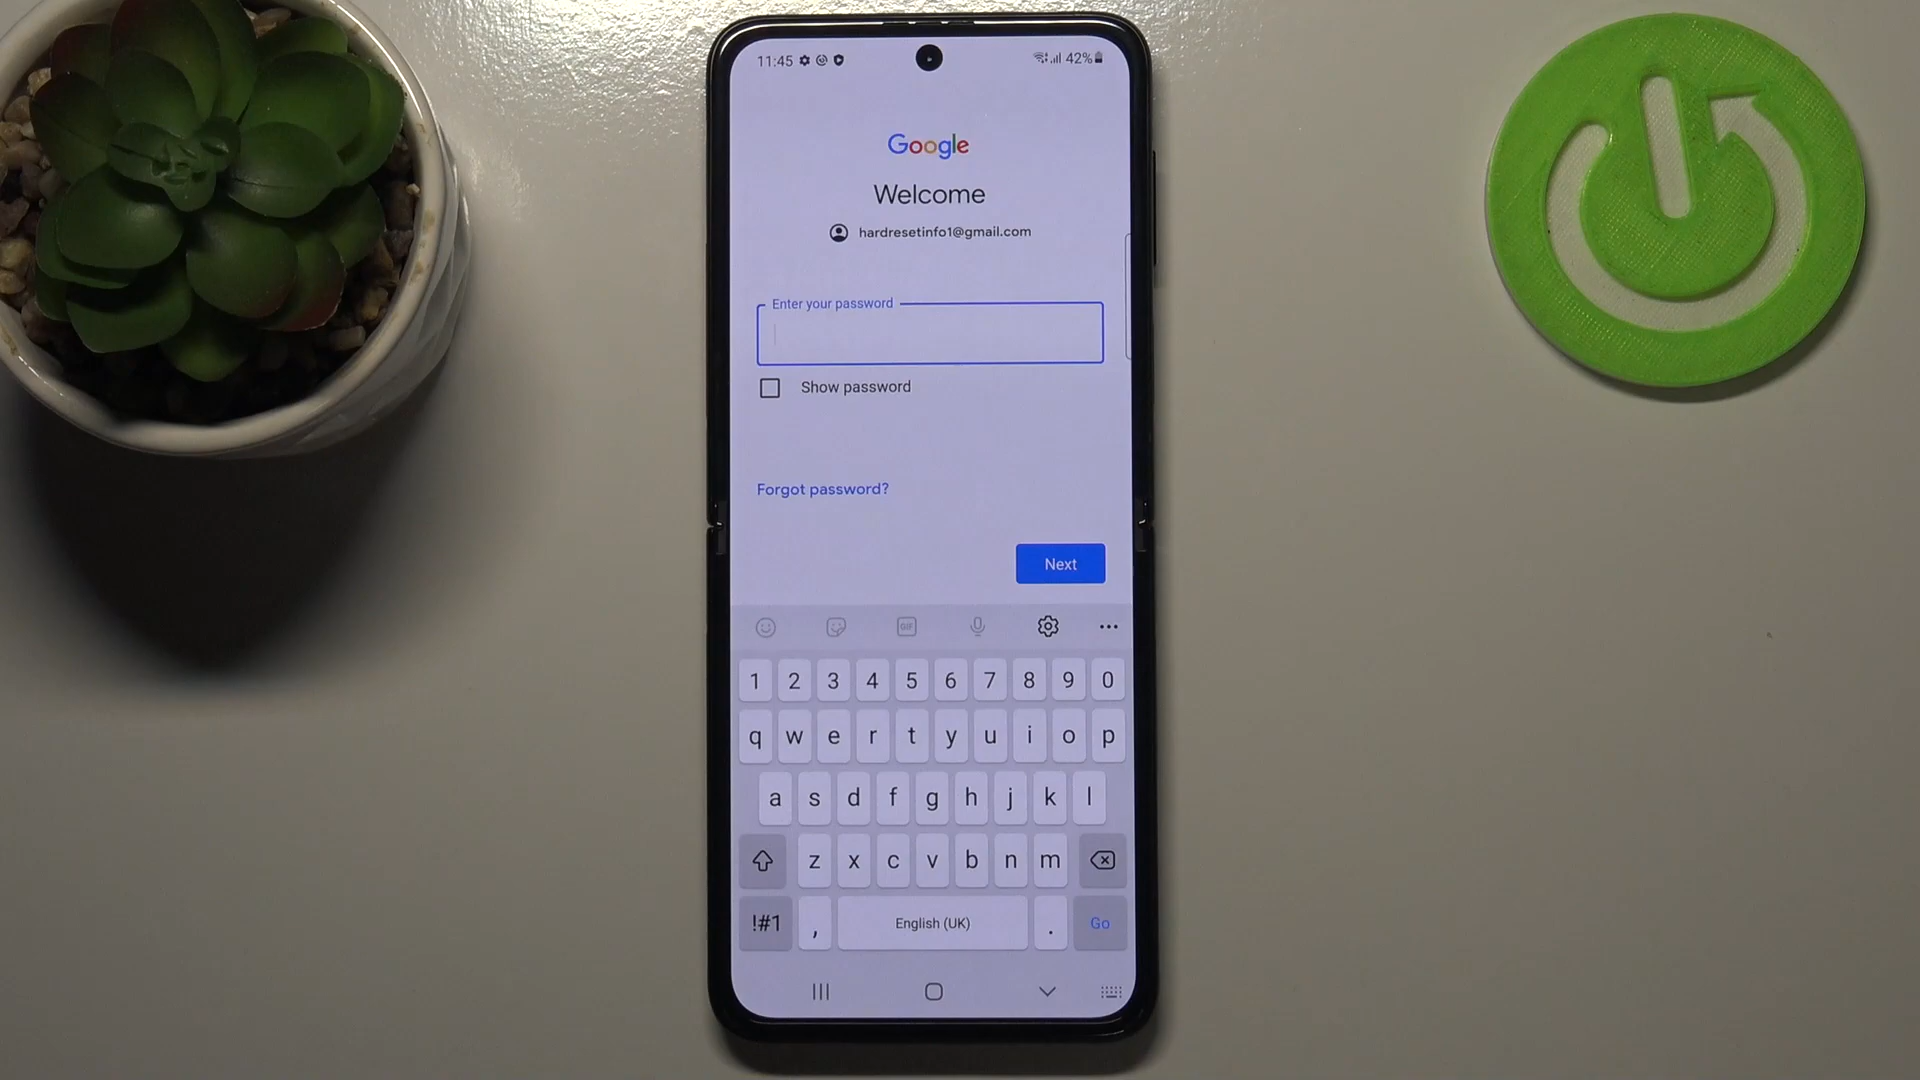 11:45 42%
Google
Welcome
hardresetinfo1@gmail.com
Enter your password
Show password
Forgot password?
Next
GIF
1 2 3 4 5 6 7 8 9 0
q w e r t y u i o p
a s d f g h j k l
z x c v b n m
!#1 , English (UK) . Go